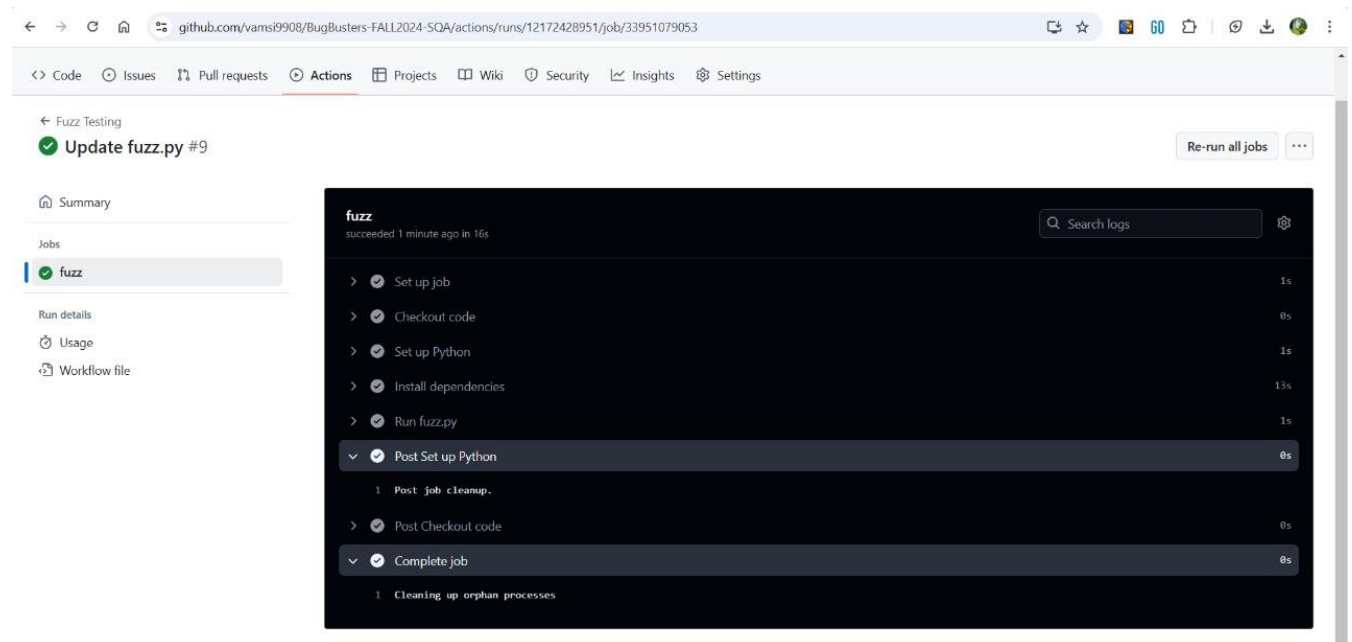 github.com/vamsi9908/BugBusters-FALL2024-SQA/actions/runs/12172428951/job/33951079053
GO
<> Code Issues Pull requests Actions Projects Wiki Security Insights Settings
← Fuzz Testing
Update fuzz.py #9
Re-run all jobs ...
Summary
Jobs
fuzz
Run details
Usage
Workflow file
fuzz
succeeded 1 minute ago in 16s
Search logs
Set up job 1s
Checkout code 0s
Set up Python 1s
Install dependencies 13s
Run fuzz.py 1s
Post Set up Python 0s
1 Post job cleanup.
Post Checkout code 0s
Complete job 0s
1 Cleaning up orphan processes